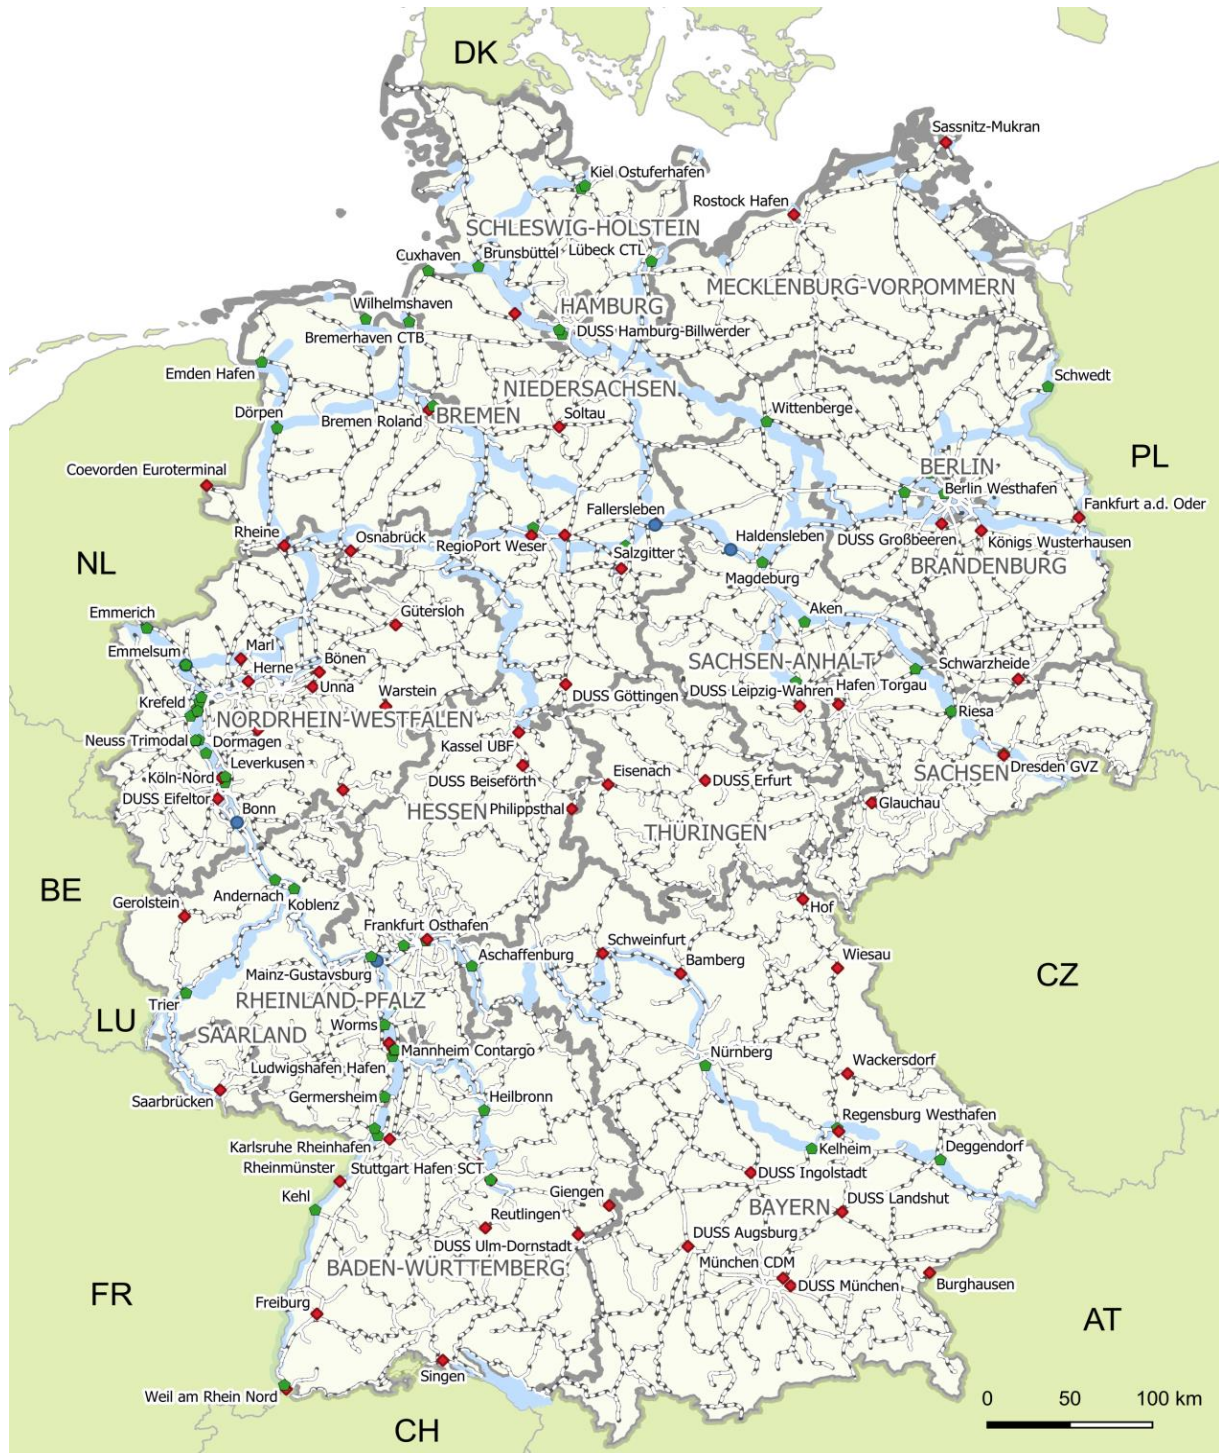 DK
Sassnitz-Mukran
Kiel Ostuferhafen
Rostock Hafen
SCHLESWIG-HOLSTEIN
Cuxhaven
Brunsbüttel
Lübeck CTL
MECKLENBURG-VORPOMMERN
Wilhelmshaven
HAMBURG
Bremerhaven CTB
DUSS Hamburg-Billwerder
Emden Hafen
NIEDERSACHSEN
Schwedt
Dörpen
Bremen Roland
BREMEN
Soltau
Wittenberge
PL
Coevorden Euroterminal
BERLIN
Berlin Westhafen
Fankfurt a.d. Oder
Fallersleben
Rheine
Osnabrück
RegioPort Weser
Haldensleben
DUSS Großbeeren
Königs Wusterhausen
NL
Salzgitter
Magdeburg
BRANDENBURG
Emmerich
Gütersloh
Aken
Emmelsum
Marl
Herne
Bönen
SACHSEN-ANHALT
Schwarzheide
Unna
DUSS Göttingen
DUSS Leipzig-Wahren
Hafen Torgau
Krefeld
Warstein
NORDRHEIN-WESTFALEN
Riesa
Neuss Trimodal
Dormagen
Kassel UBF
Leverkusen
Dresden GVZ
Köln-Nord
DUSS Beiseförth
Eisenach
DUSS Erfurt
SACHSEN
DUSS Eifeltor
Bonn
HESSEN
Philippsthal
Glauchau
THÜRINGEN
BE
Andernach
Gerolstein
Koblenz
Hof
Frankfurt Osthafen
Schweinfurt
Aschaffenburg
Bamberg
Wiesau
Mainz-Gustavsburg
CZ
Trier
RHEINLAND-PFALZ
LU
SAARLAND
Worms
Mannheim Contargo
Nürnberg
Ludwigshafen Hafen
Wackersdorf
Saarbrücken
Germersheim
Heilbronn
Regensburg Westhafen
Karlsruhe Rheinhafen
Kelheim
Deggendorf
Rheinmünster
Stuttgart Hafen SCT
DUSS Ingolstadt
Kehl
Giengen
BAYERN
DUSS Landshut
Reutlingen
DUSS Augsburg
DUSS Ulm-Dornstadt
München CDM
BADEN-WÜRTTEMBERG
DUSS München
Burghausen
FR
Freiburg
AT
Singen
Weil am Rhein Nord
0 50 100 km
CH